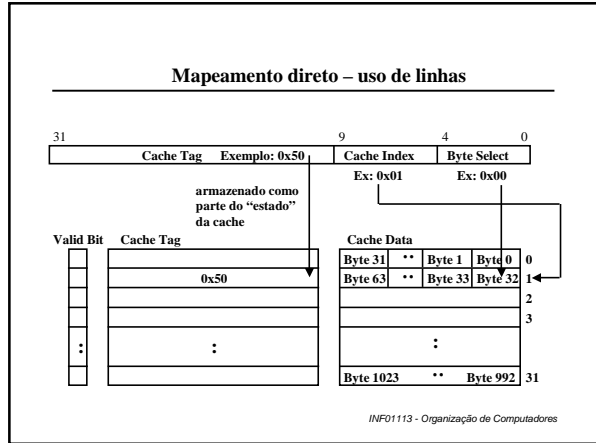 Mapeamento direto – uso de linhas
31 9 4 0
Cache Tag Exemplo: 0x50 Cache Index Byte Select
Ex: 0x01 Ex: 0x00
armazenado como
parte do “estado”
da cache
Valid Bit Cache Tag Cache Data
Byte 31 •• Byte 1 Byte 0 0
0x50 Byte 63 •• Byte 33 Byte 32 1
2
3
: : :
Byte 1023 •• Byte 992 31
INF01113 - Organização de Computadores